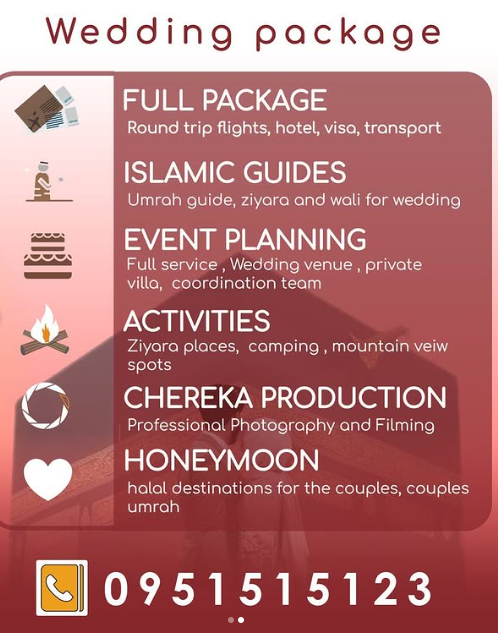 Wedding package
FULL PACKAGE
Round trip flights, hotel, visa, transport
ISLAMIC GUIDES
Umrah guide, ziyara and wali for wedding
EVENT PLANNING
Full service , Wedding venue , private
villa, coordination team
ACTIVITIES
Ziyara places, camping , mountain veiw
spots
CHEREKA PRODUCTION
Professional Photography and Filming
HONEYMOON
halal destinations for the couples, couples
umrah
0951515123